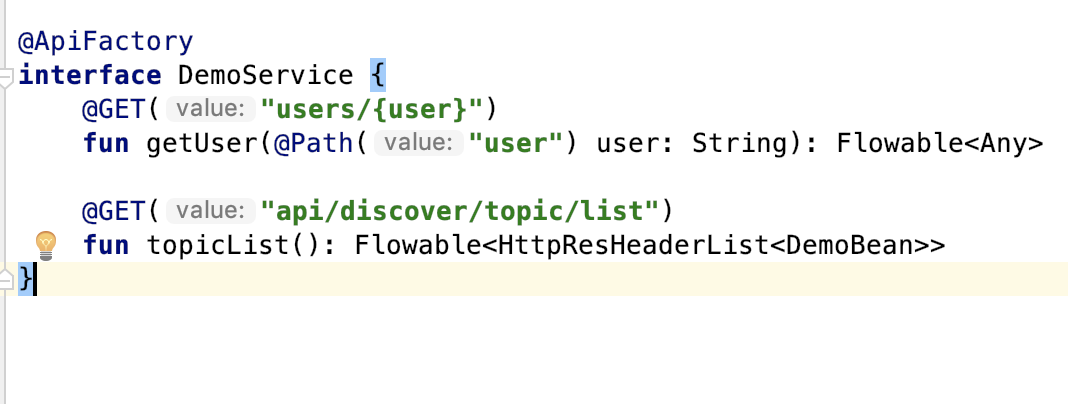 @ApiFactory
interface DemoService {
@GET( value: "users/{user}")
fun getUser(@Path( value: "user") user: String): Flowable<Any>
@GET( value: "api/discover/topic/list")
fun topicList(): Flowable<HttpResHeaderList<DemoBean>>
}